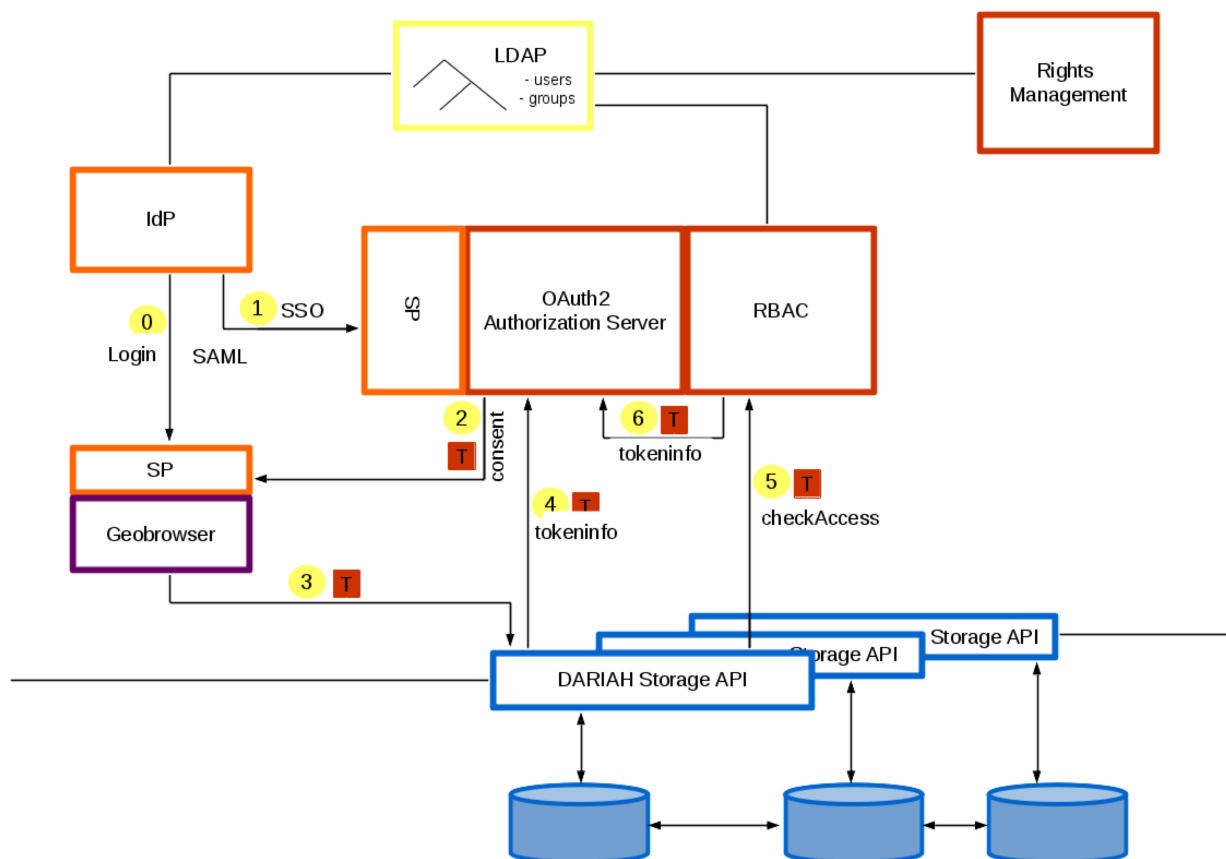 LDAP
- users
- groups
Rights
Management
IdP
SP
OAuth2
Authorization Server
RBAC
0
Login
1
SSO
SAML
2
T
consent
6
T
tokeninfo
4
T
tokeninfo
5
T
checkAccess
SP
Geobrowser
3
T
Storage API
Storage API
DARIAH Storage API